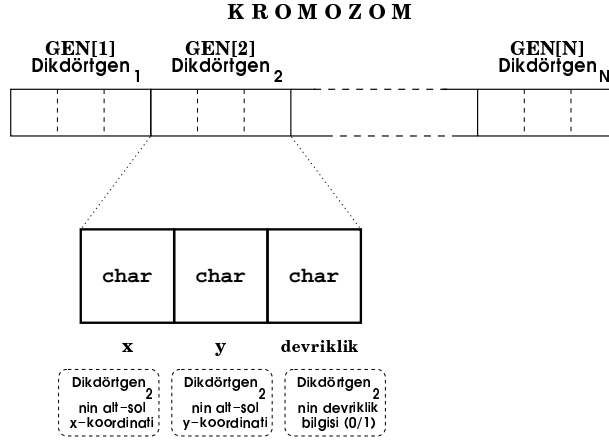 K R O M O Z O M
GEN[1] GEN[2] GEN[N]
Dikdörtgen 1 Dikdörtgen 2 Dikdörtgen N
char char char
x y devriklik
Dikdörtgen 2 Dikdörtgen 2 Dikdörtgen 2
nin alt-sol nin alt-sol nin devriklik
x-koordinati y-koordinati bilgisi (0/1)